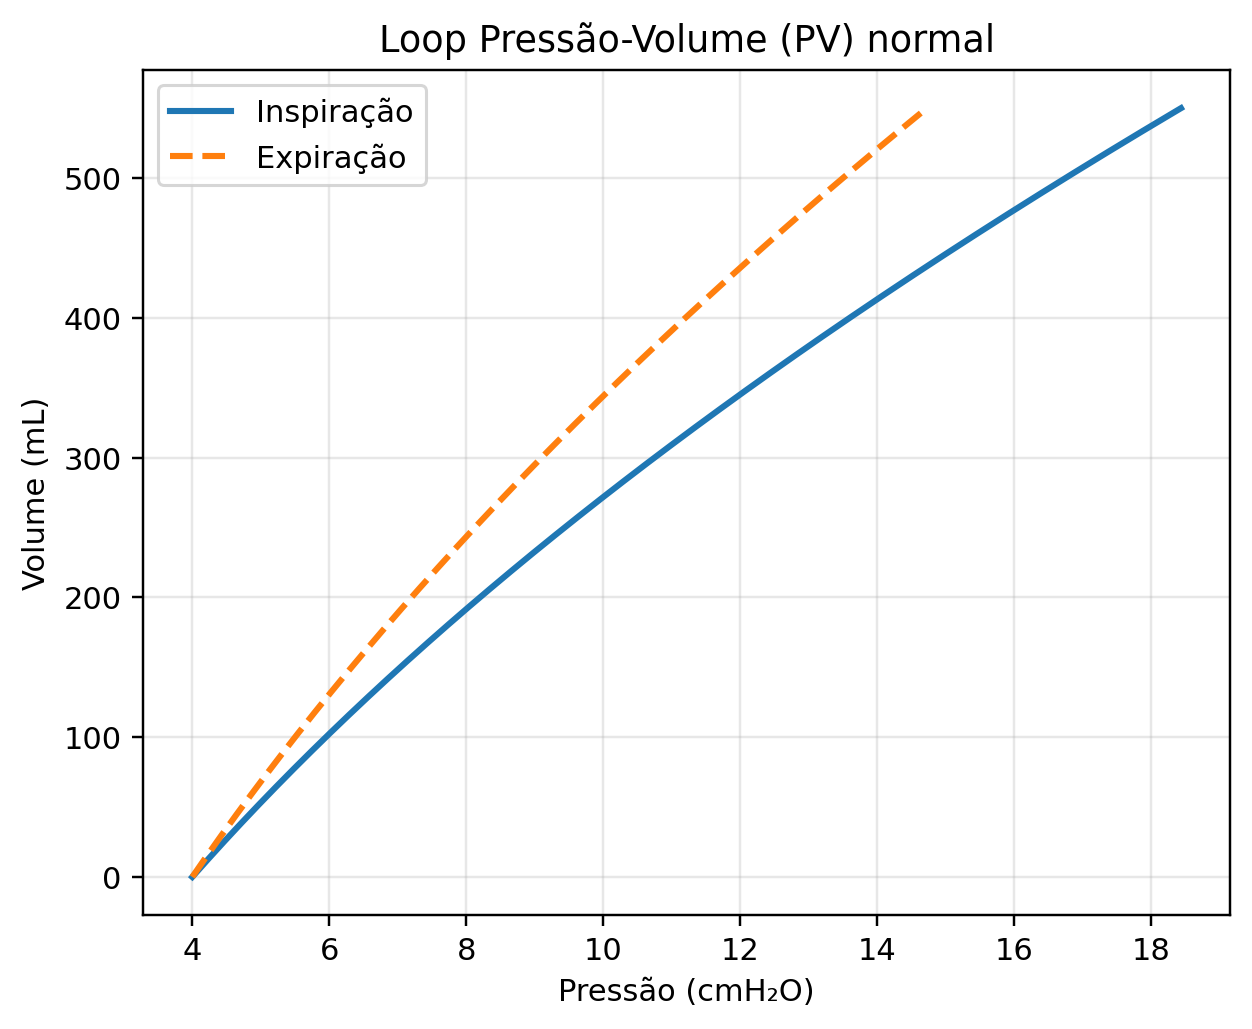 Loop Pressão-Volume (PV) normal
Inspiração
Expiração
Volume (mL)
500
400
300
200
100
0
4 6 8 10 12 14 16 18
Pressão (cmH₂O)